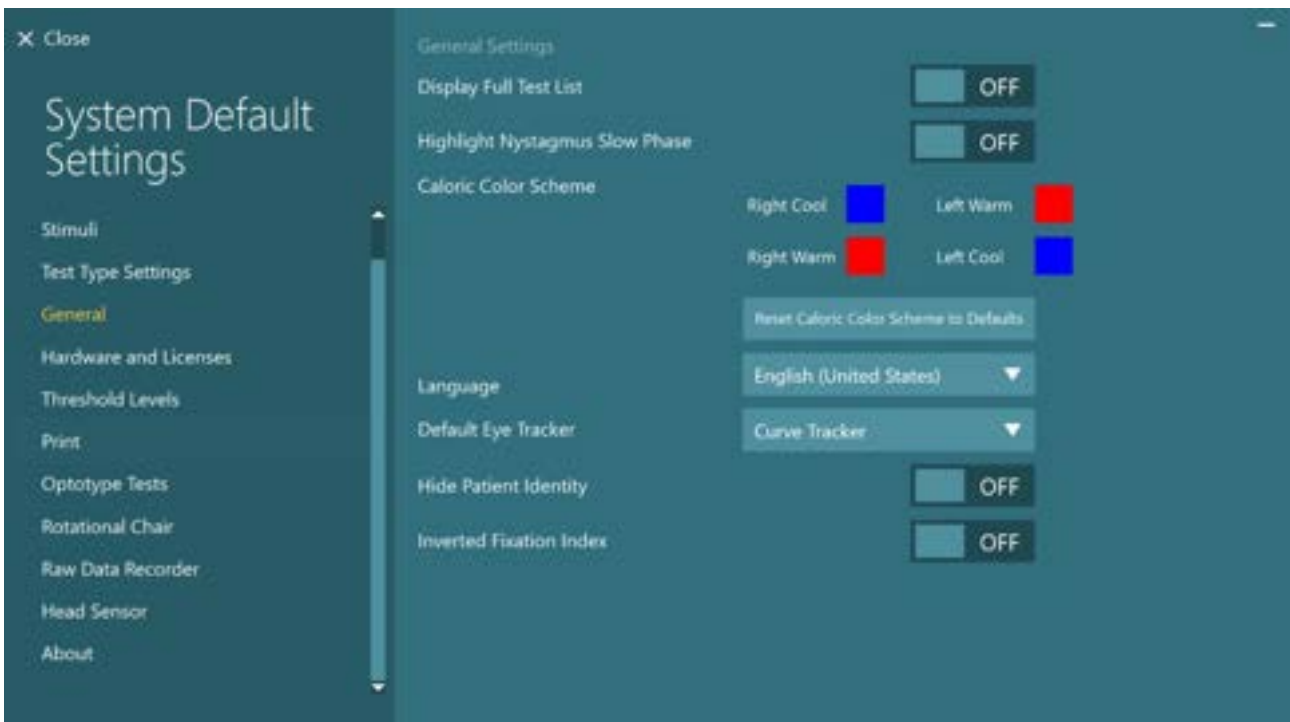 Close
System Default
Settings
Stimuli
Test Type Settings
General
Hardware and Licenses
Threshold Levels
Print
Optotype Tests
Rotational Chair
Raw Data Recorder
Head Sensor
About
General Settings
Display Full Test List OFF
Highlight Nystagmus Slow Phase OFF
Caloric Color Scheme
Right Cool Left Warm
Right Warm Left Cool
Reset Caloric Color Scheme to Defaults
Language English (United States)
Default Eye Tracker Curve Tracker
Hide Patient Identity OFF
Inverted Fixation Index OFF